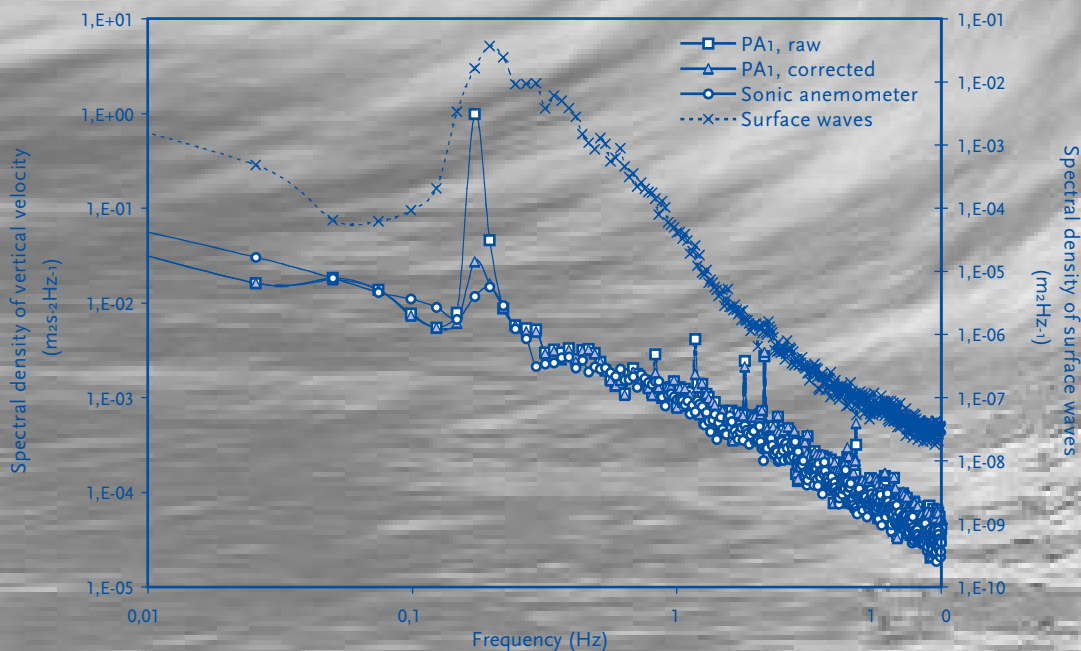 1,E+01
1,E+00
1,E-01
1,E-02
1,E-03
1,E-04
1,E-05
Spectral density of vertical velocity
(m2s-2Hz-1)
PA1, raw
PA1, corrected
Sonic anemometer
Surface waves
1,E-01
1,E-02
1,E-03
1,E-04
1,E-05
1,E-06
1,E-07
1,E-08
1,E-09
1,E-10
Spectral density of surface waves
(m2Hz-1)
0,01
0,1
1
1 0
Frequency (Hz)